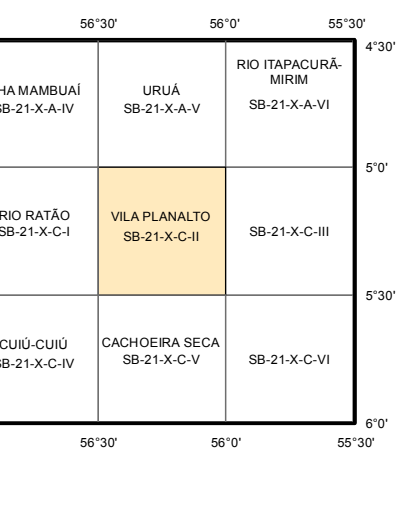 56°30' 56°0' 55°30'
4°30'
HA MAMBUAÍ
SB-21-X-A-IV
URUÁ
SB-21-X-A-V
RIO ITAPACURÃ-
MIRIM
SB-21-X-A-VI
5°0'
RIO RATÃO
SB-21-X-C-I
VILA PLANALTO
SB-21-X-C-II
SB-21-X-C-III
5°30'
CUIÚ-CUIÚ
SB-21-X-C-IV
CACHOEIRA SECA
SB-21-X-C-V
SB-21-X-C-VI
6°0'
56°30' 56°0' 55°30'